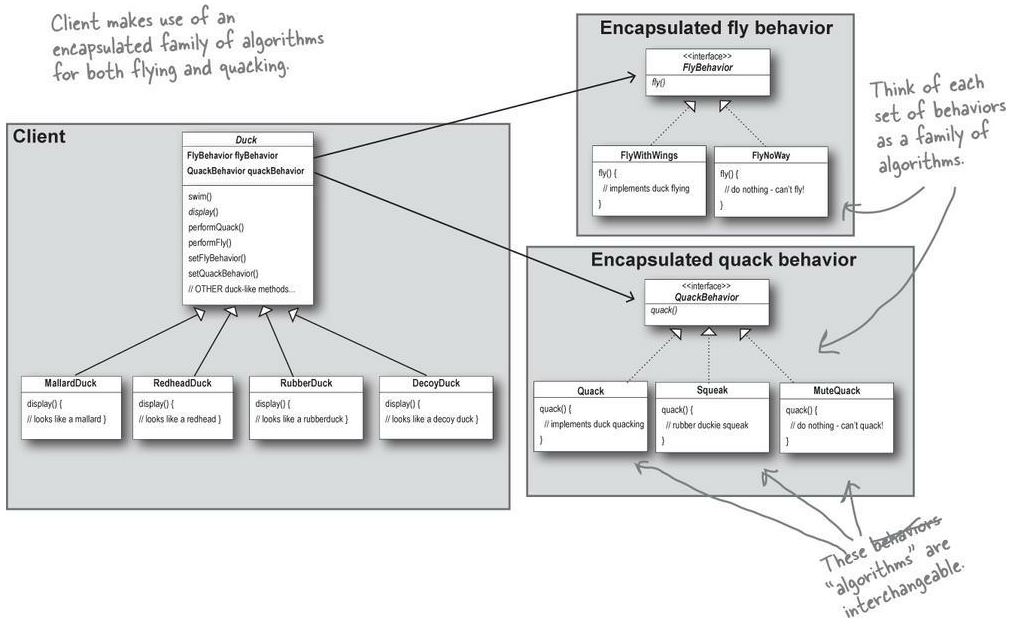 Client makes use of an
encapsulated family of algorithms
for both flying and quacking.
Encapsulated fly behavior
<<interface>>
FlyBehavior
fly()
FlyWithWings
fly() {
// implements duck flying
}
FlyNoWay
fly() {
// do nothing - can't fly!
}
Think of each
set of behaviors
as a family of
algorithms.
Client
Duck
FlyBehavior flyBehavior
QuackBehavior quackBehavior
swim()
display()
performQuack()
performFly()
setFlyBehavior()
setQuackBehavior()
// OTHER duck-like methods...
MallardDuck
display() {
// looks like a mallard }
RedheadDuck
display() {
// looks like a redhead }
RubberDuck
display() {
// looks like a rubberduck }
DecoyDuck
display() {
// looks like a decoy duck }
Encapsulated quack behavior
<<interface>>
QuackBehavior
quack()
Quack
quack() {
// implements duck quacking
}
Squeak
quack() {
// rubber duckie squeak
}
MuteQuack
quack() {
// do nothing - can't quack!
}
These behaviors
"algorithms" are
interchangeable.